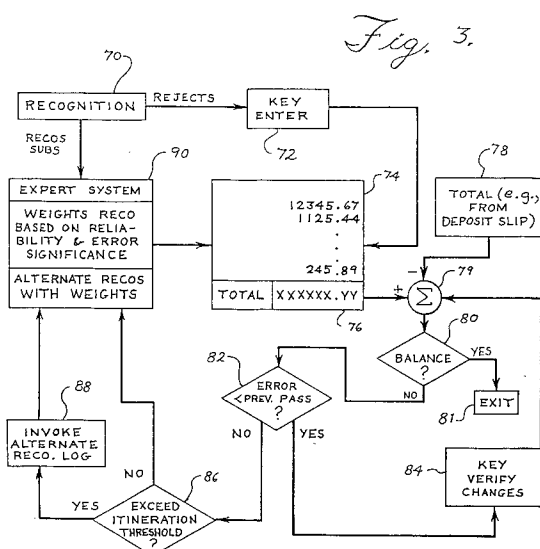 Fig. 3.
70
RECOGNITION
REJECTS
KEY
ENTER
72
RECOS
SUBS
90
EXPERT SYSTEM
WEIGHTS RECO
BASED ON RELIA-
BILITY & ERROR
SIGNIFICANCE
ALTERNATE RECOS
WITH WEIGHTS
74
12345.67
1125.44
.
.
.
245.89
TOTAL XXXXXX.YY
76
78
TOTAL (e.g.,
FROM
DEPOSIT SLIP)
-
+
Σ
79
80
BALANCE
?
YES
NO
81
EXIT
82
ERROR
<PREV. PASS
?
NO
YES
84
KEY
VERIFY
CHANGES
88
INVOKE
ALTERNATE
RECO. LOG
NO
YES
86
EXCEED
ITINERATION
THRESHOLD
?